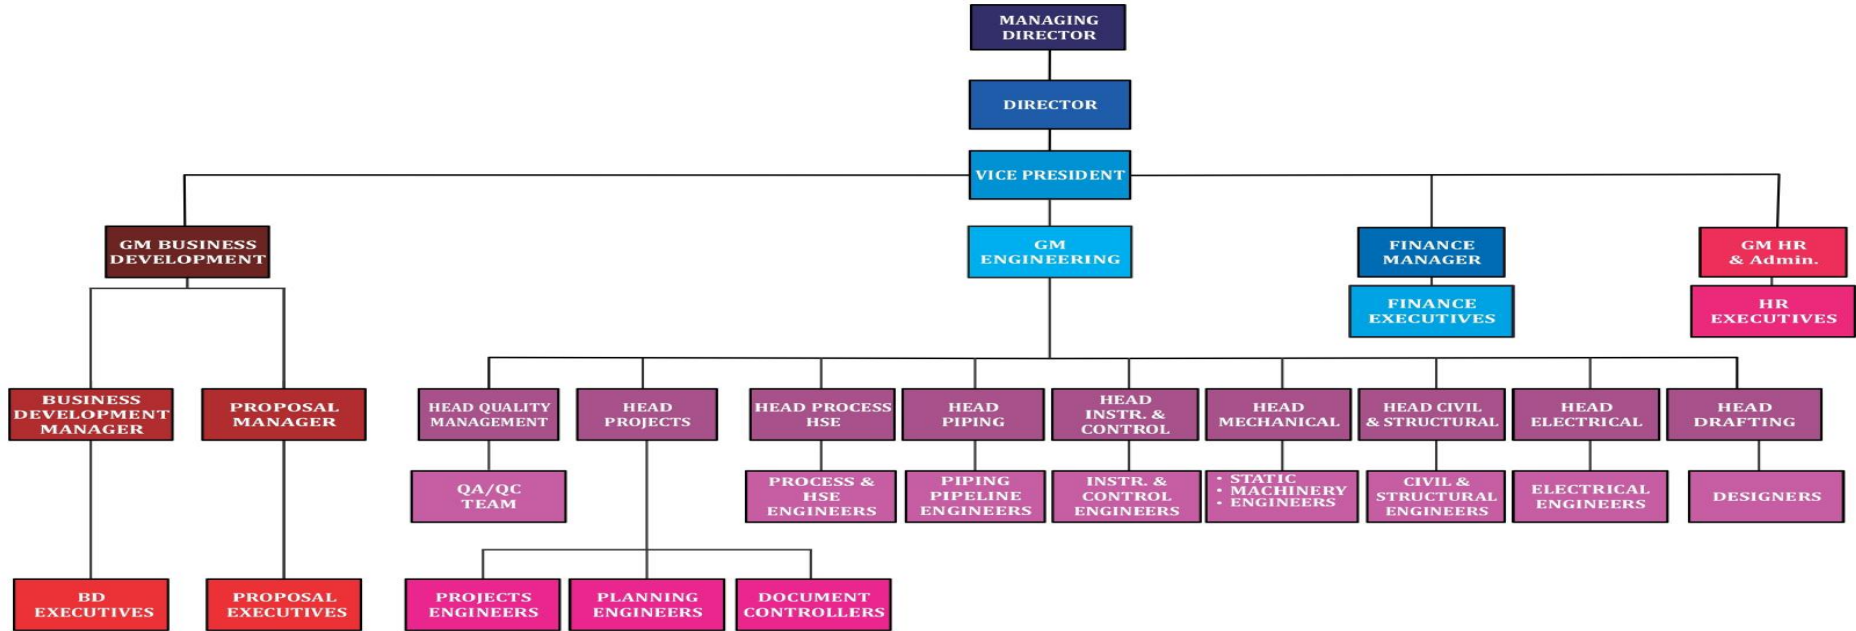 MANAGING
DIRECTOR
DIRECTOR
VICE PRESIDENT
GM BUSINESS
DEVELOPMENT
GM
ENGINEERING
FINANCE
MANAGER
GM HR
& Admin.
FINANCE
EXECUTIVES
HR
EXECUTIVES
BUSINESS
DEVELOPMENT
MANAGER
PROPOSAL
MANAGER
HEAD QUALITY
MANAGEMENT
HEAD
PROJECTS
HEAD PROCESS
HSE
HEAD
PIPING
HEAD
INSTR. &
CONTROL
HEAD
MECHANICAL
HEAD CIVIL
& STRUCTURAL
HEAD
ELECTRICAL
HEAD
DRAFTING
QA/QC
TEAM
PROCESS &
HSE
ENGINEERS
PIPING
PIPELINE
ENGINEERS
INSTR. &
CONTROL
ENGINEERS
• STATIC
• MACHINERY
• ENGINEERS
CIVIL &
STRUCTURAL
ENGINEERS
ELECTRICAL
ENGINEERS
DESIGNERS
BD
EXECUTIVES
PROPOSAL
EXECUTIVES
PROJECTS
ENGINEERS
PLANNING
ENGINEERS
DOCUMENT
CONTROLLERS